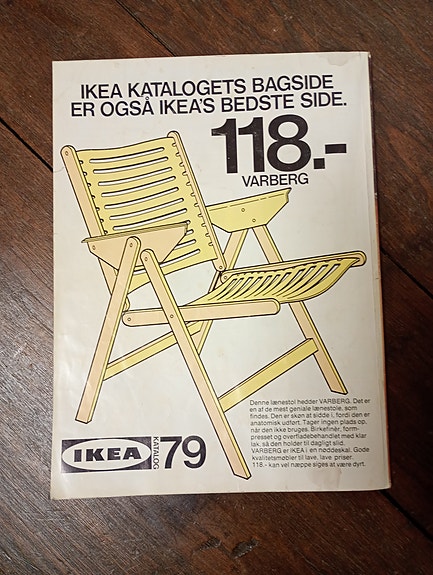 IKEA KATALOGETS BAGSIDE
ER OGSÅ IKEA'S BEDSTE SIDE.
118.-
VARBERG
Denne lænestol hedder VARBERG. Det er
en af de mest geniale lænestole, som
findes. Den er skøn at sidde i, fordi den er
anatomisk udført. Tager ingen plads op,
når den ikke bruges. Birkefinér, form-
presset og overfladebehandlet med klar
lak, så den holder til dagligt slid.
VARBERG er IKEA i en nøddeskal. Gode
kvalitetsmøbler til lave, lave priser.
118.- kan vel næppe siges at være dyrt.
IKEA
KATALOG
79